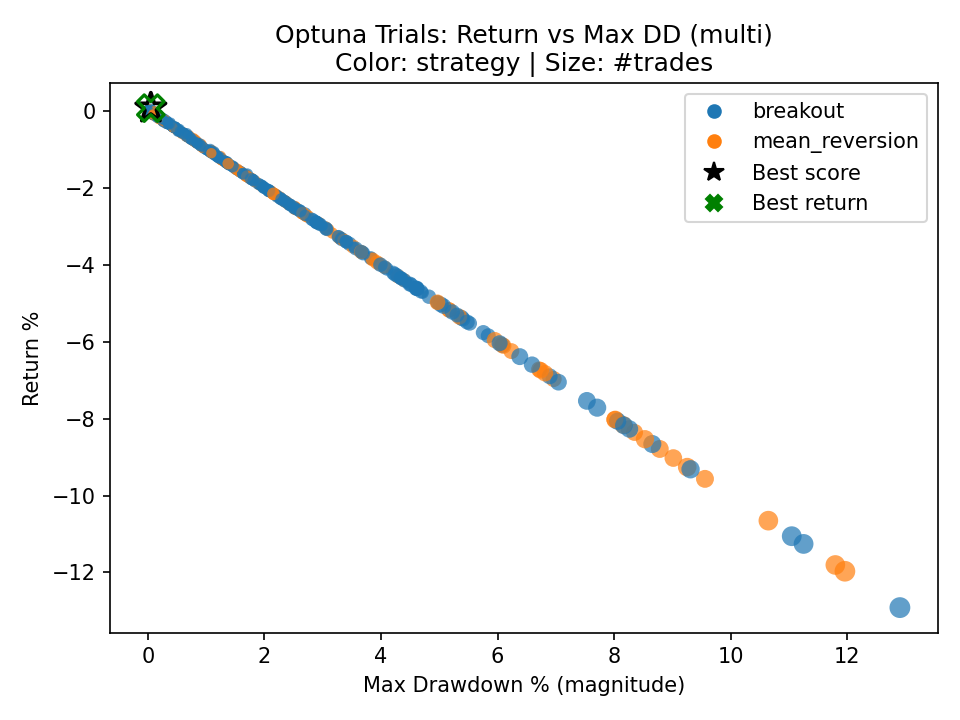 Optuna Trials: Return vs Max DD (multi)
Color: strategy | Size: #trades
breakout
mean_reversion
Best score
Best return
Return %
0
−2
−4
−6
−8
−10
−12
0 2 4 6 8 10 12
Max Drawdown % (magnitude)